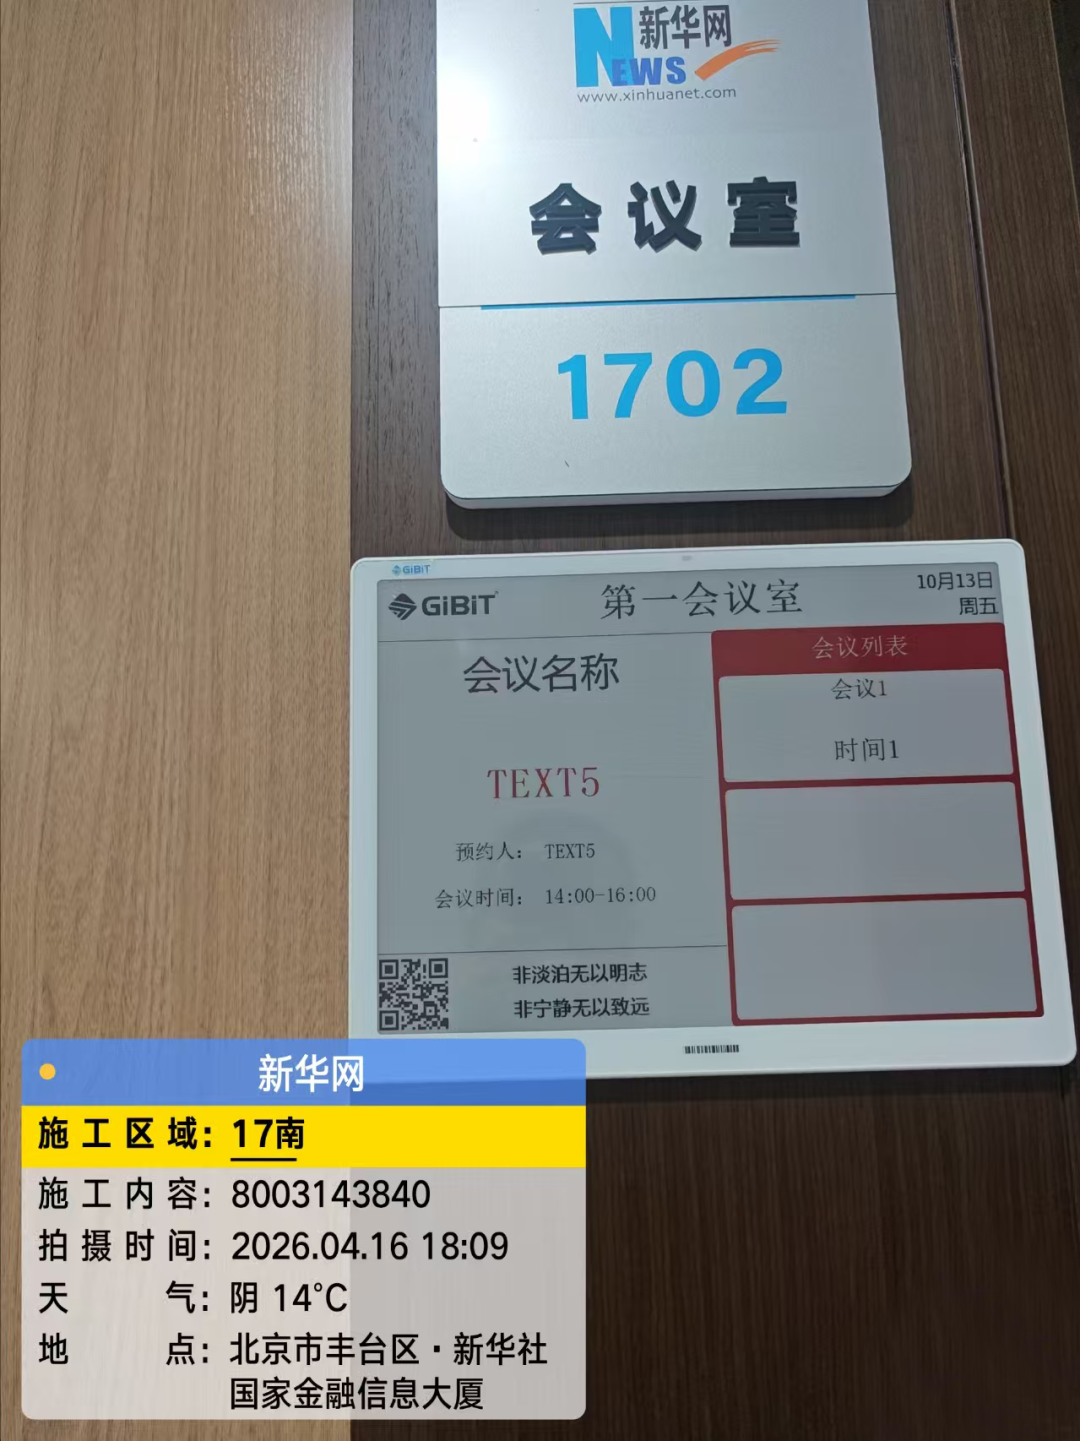 新华网
NEWS
www.xinhuanet.com
会议室
1702
GiBiT
GiBiT
第一会议室
10月13日
周五
会议名称
TEXT5
预约人： TEXT5
会议时间： 14:00-16:00
会议列表
会议1
时间1
非淡泊无以明志
非宁静无以致远
新华网
施工区域：17南
施工内容：8003143840
拍摄时间：2026.04.16 18:09
天气：阴 14°C
地点：北京市丰台区·新华社
国家金融信息大厦